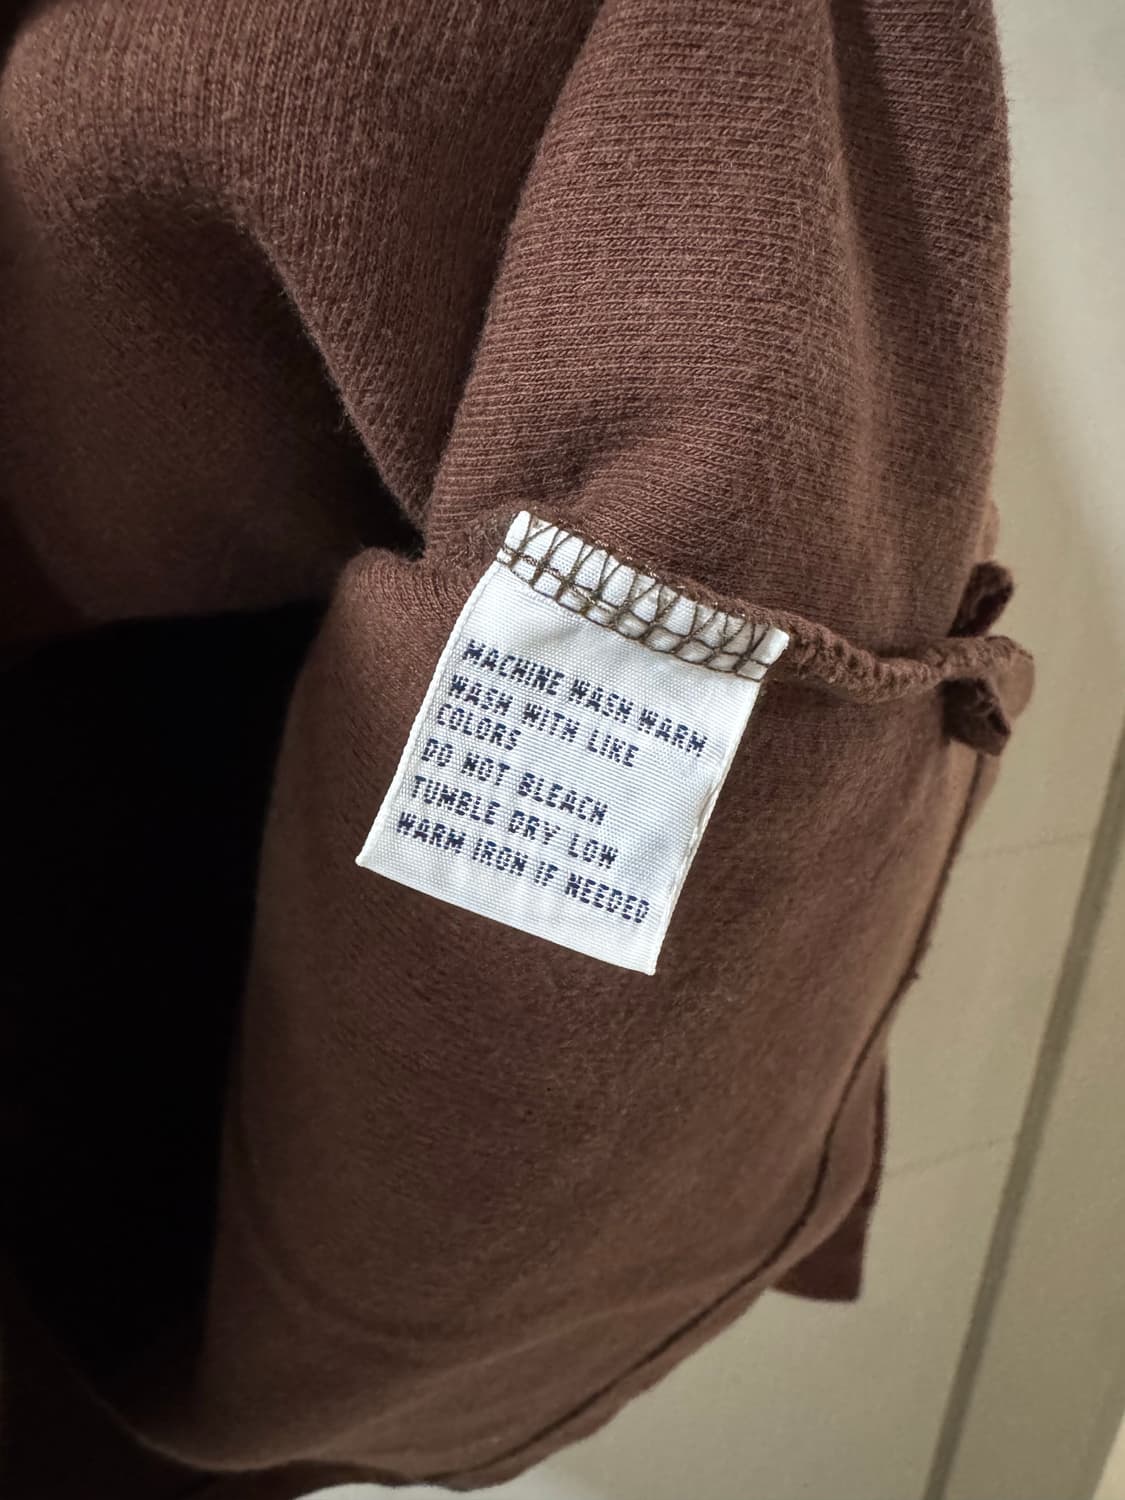 MACHINE WASH WARM
WASH WITH LIKE
COLORS
DO NOT BLEACH
TUMBLE DRY LOW
WARM IRON IF NEEDED